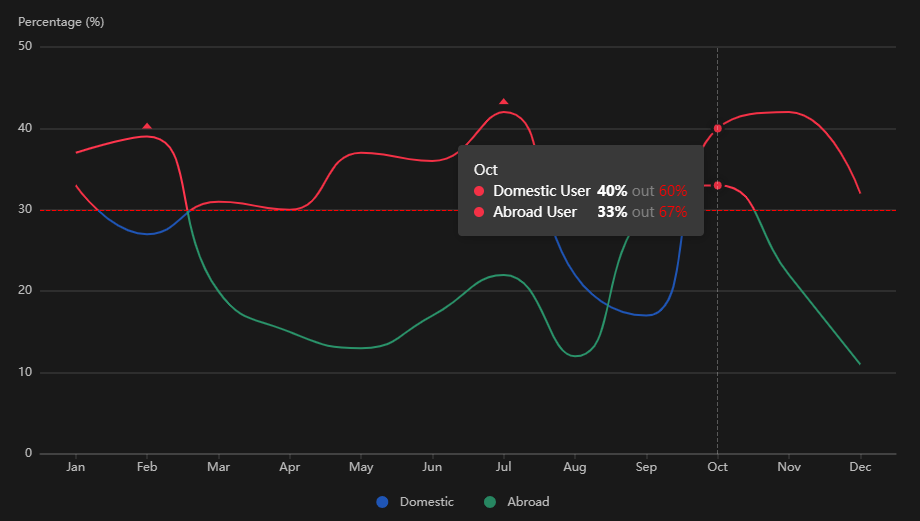 Percentage (%)
50
40
30
20
10
0
Oct
Domestic User 40% out 60%
Abroad User 33% out 67%
Jan Feb Mar Apr May Jun Jul Aug Sep Oct Nov Dec
Domestic Abroad